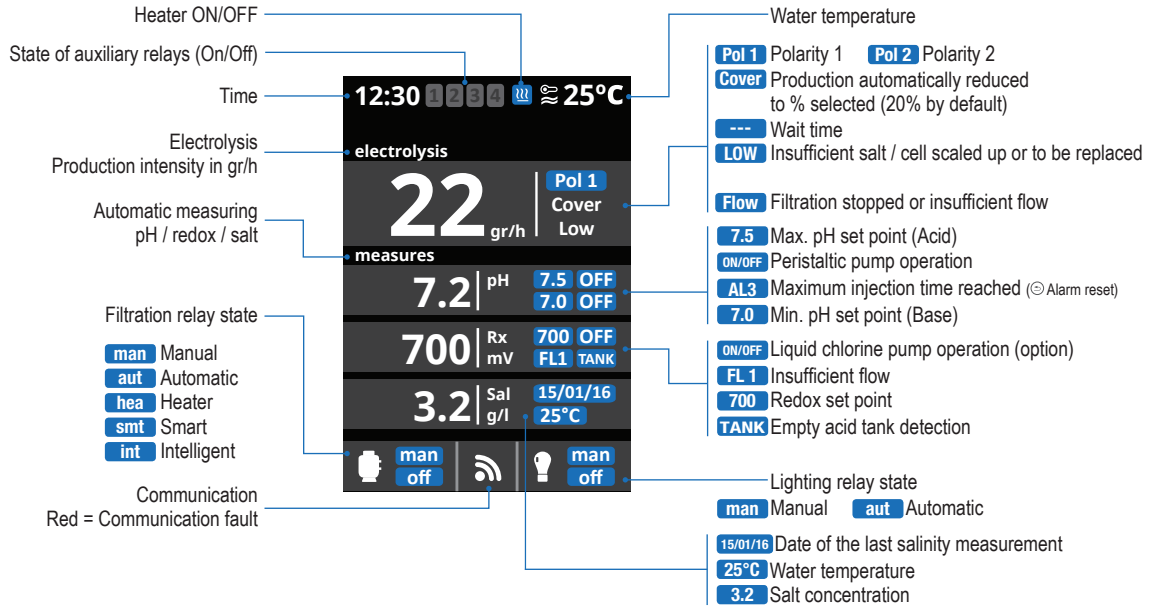 Heater ON/OFF
State of auxiliary relays (On/Off)
Time
Electrolysis
Production intensity in gr/h
Automatic measuring
pH / redox / salt
Filtration relay state
man Manual
aut Automatic
hea Heater
smt Smart
int Intelligent
Communication
Red = Communication fault
12:30 1 2 3 4 25ºC
electrolysis
22 gr/h
Pol 1
Cover
Low
measures
7.2 pH 7.5 OFF
7.0 OFF
700 Rx mV 700 OFF
FL1 TANK
3.2 Sal g/l 15/01/16
25°C
man
off
man
off
Water temperature
Pol 1 Polarity 1 Pol 2 Polarity 2
Cover Production automatically reduced
to % selected (20% by default)
--- Wait time
LOW Insufficient salt / cell scaled up or to be replaced
Flow Filtration stopped or insufficient flow
7.5 Max. pH set point (Acid)
ON/OFF Peristaltic pump operation
AL3 Maximum injection time reached (⊝ Alarm reset)
7.0 Min. pH set point (Base)
ON/OFF Liquid chlorine pump operation (option)
FL 1 Insufficient flow
700 Redox set point
TANK Empty acid tank detection
Lighting relay state
man Manual aut Automatic
15/01/16 Date of the last salinity measurement
25°C Water temperature
3.2 Salt concentration